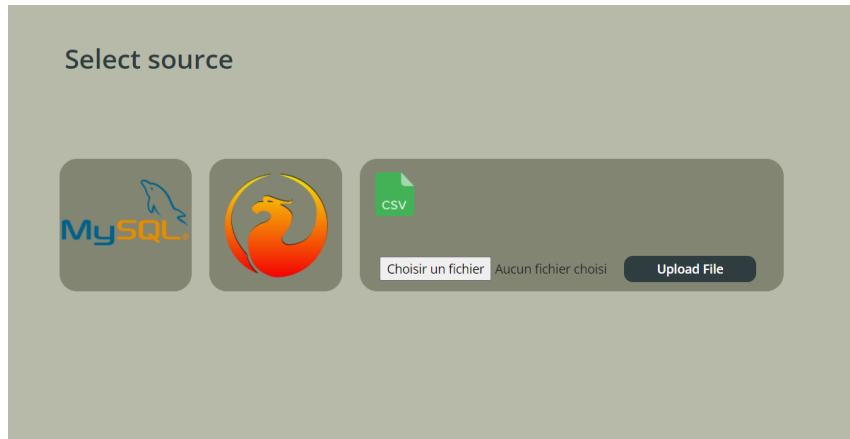 Select source
MySQL
CSV
Choisir un fichier Aucun fichier choisi Upload File